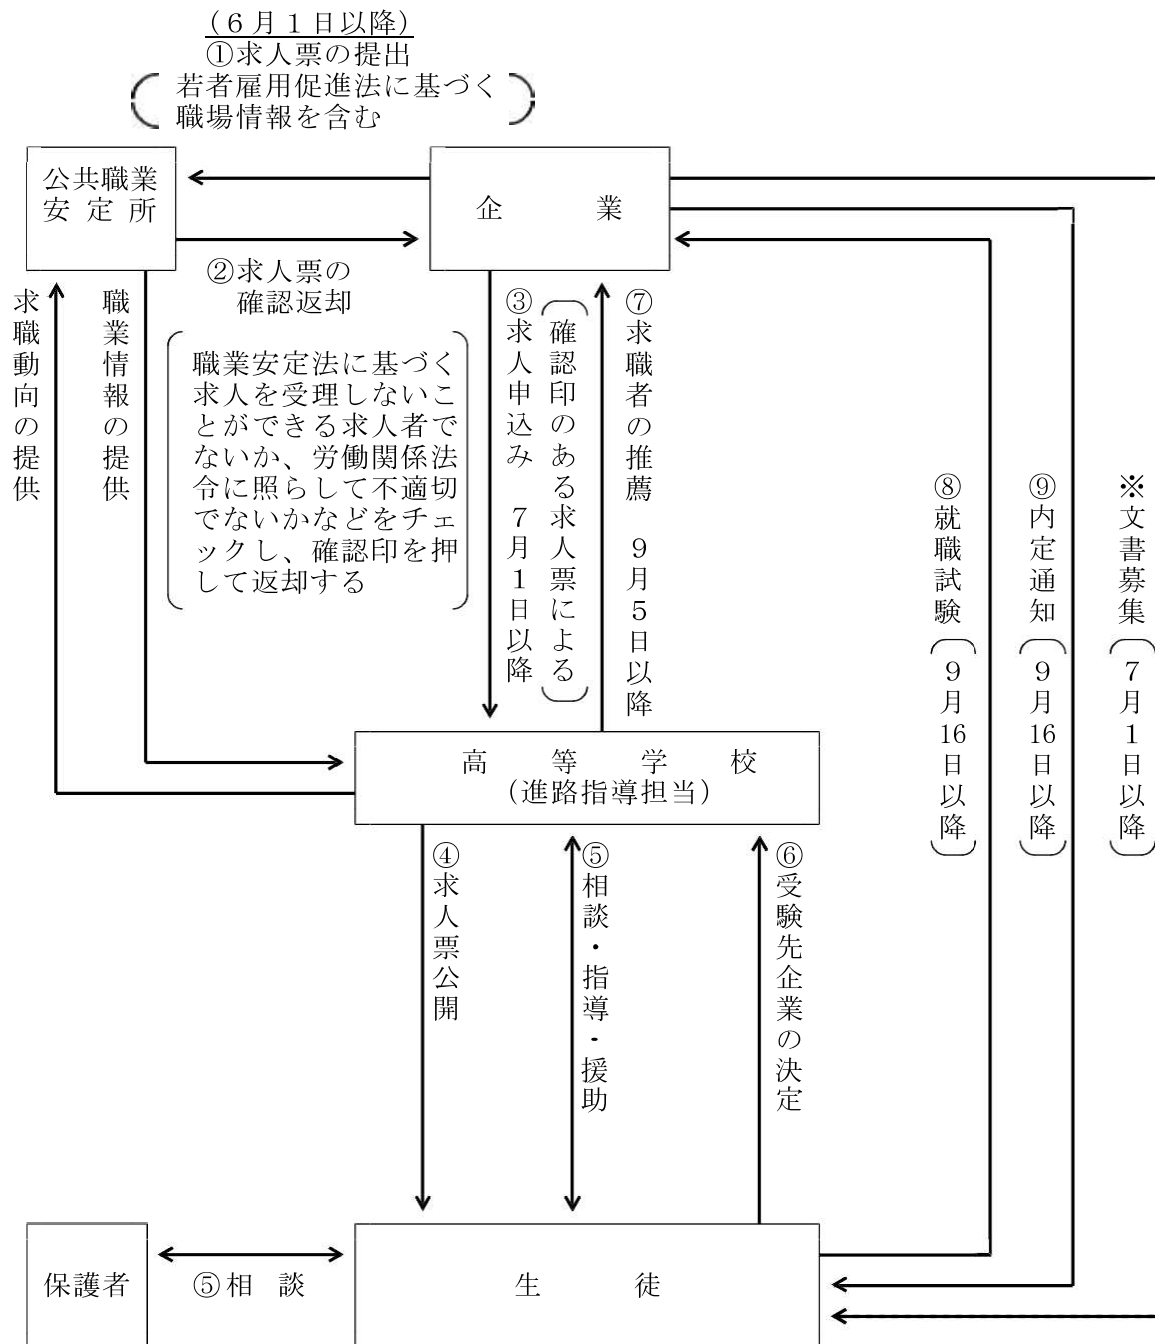 (６月１日以降)
①求人票の提出
若者雇用促進法に基づく
職場情報を含む
公共職業
安定所
企業
②求人票の
確認返却
職業安定法に基づく
求人を受理しないこ
とができる求人者で
ないか、労働関係法
令に照らして不適切
でないかなどをチェ
ックし、確認印を押
して返却する
求職動向の提供
職業情報の提供
③求人申込み　７月１日以降
確認印のある求人票による
⑦求職者の推薦　９月５日以降
⑧就職試験
９月16日以降
⑨内定通知
９月16日以降
※文書募集
７月１日以降
高等学校
(進路指導担当)
④求人票公開
⑤相談・指導・援助
⑥受験先企業の決定
保護者
⑤相　談
生徒